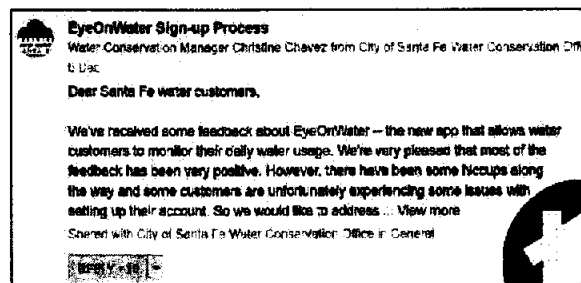 EyeOnWater Sign-up Process
Water Conservation Manager Christine Chavez from City of Santa Fe Water Conservation Offi
6 Dec
Dear Santa Fe water customers,
We've received some feedback about EyeOnWater – the new app that allows water
customers to monitor their daily water usage. We're very pleased that most of the
feedback has been very positive. However, there have been some hiccups along
the way and some customers are unfortunately experiencing some issues with
setting up their account. So we would like to address ... View more
Shared with City of Santa Fe Water Conservation Office in General